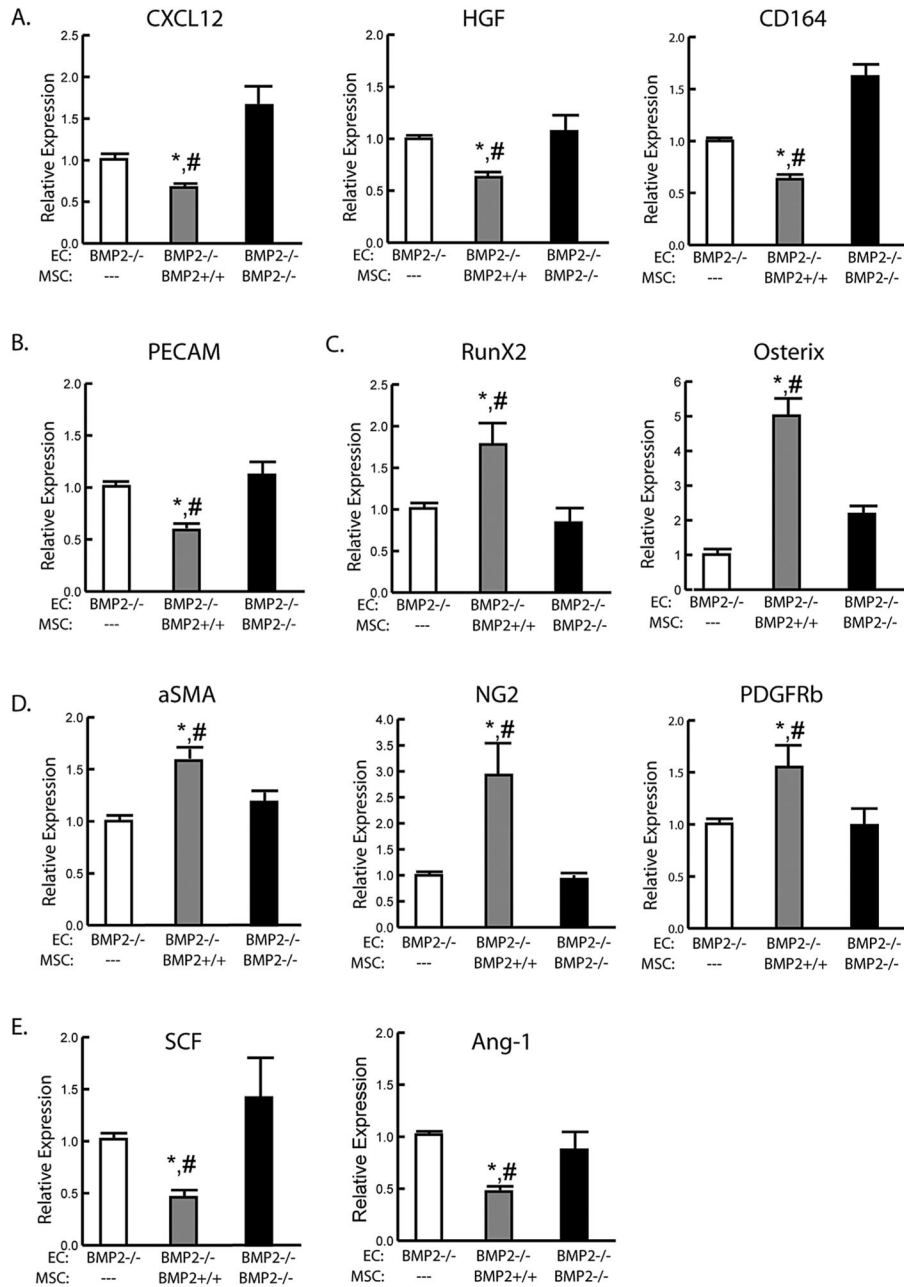 A.
CXCL12
Relative Expression
2.5
2.0
1.5
1.0
0.5
0.0
*,#
EC: BMP2-/- BMP2-/- BMP2-/-
MSC: --- BMP2+/+ BMP2-/-
HGF
Relative Expression
2.0
1.5
1.0
0.5
0.0
*,#
EC: BMP2-/- BMP2-/- BMP2-/-
MSC: --- BMP2+/+ BMP2-/-
CD164
Relative Expression
2.0
1.5
1.0
0.5
0.0
*,#
EC: BMP2-/- BMP2-/- BMP2-/-
MSC: --- BMP2+/+ BMP2-/-
B.
PECAM
Relative Expression
2.0
1.5
1.0
0.5
0.0
*,#
EC: BMP2-/- BMP2-/- BMP2-/-
MSC: --- BMP2+/+ BMP2-/-
C.
RunX2
Relative Expression
2.5
2.0
1.5
1.0
0.5
0.0
*,#
EC: BMP2-/- BMP2-/- BMP2-/-
MSC: --- BMP2+/+ BMP2-/-
Osterix
Relative Expression
6
5
4
2
1
0
*,#
EC: BMP2-/- BMP2-/- BMP2-/-
MSC: --- BMP2+/+ BMP2-/-
D.
aSMA
Relative Expression
2.0
1.5
1.0
0.5
0.0
*,#
EC: BMP2-/- BMP2-/- BMP2-/-
MSC: --- BMP2+/+ BMP2-/-
NG2
Relative Expression
4.0
3.5
3.0
2.5
2.0
1.5
1.0
0.5
0.0
*,#
EC: BMP2-/- BMP2-/- BMP2-/-
MSC: --- BMP2+/+ BMP2-/-
PDGFRb
Relative Expression
2.0
1.5
1.0
0.5
0.0
*,#
EC: BMP2-/- BMP2-/- BMP2-/-
MSC: --- BMP2+/+ BMP2-/-
E.
SCF
Relative Expression
2.0
1.5
1.0
0.5
0.0
*,#
EC: BMP2-/- BMP2-/- BMP2-/-
MSC: --- BMP2+/+ BMP2-/-
Ang-1
Relative Expression
2.0
1.5
1.0
0.5
0.0
*,#
EC: BMP2-/- BMP2-/- BMP2-/-
MSC: --- BMP2+/+ BMP2-/-